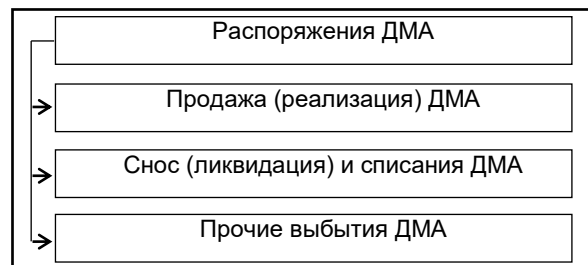 Распоряжения ДМА
Продажа (реализация) ДМА
Снос (ликвидация) и списания ДМА
Прочие выбытия ДМА